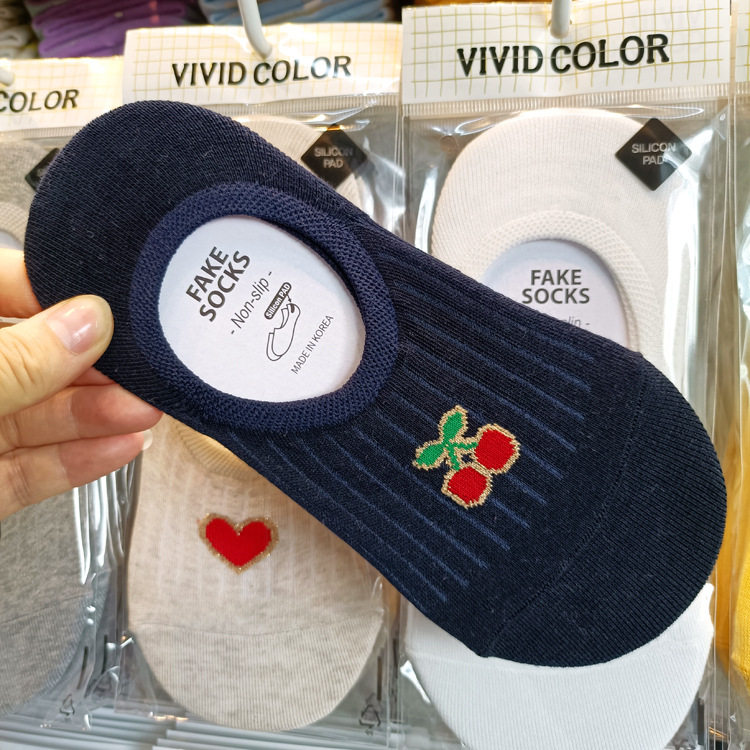 COLOR
VIVID COLOR
VIVID COLOR
SILICON
PAD
SILICON
PAD
FAKE
SOCKS
- Non-slip -
Silicon PAD
MADE IN KOREA
FAKE
SOCKS